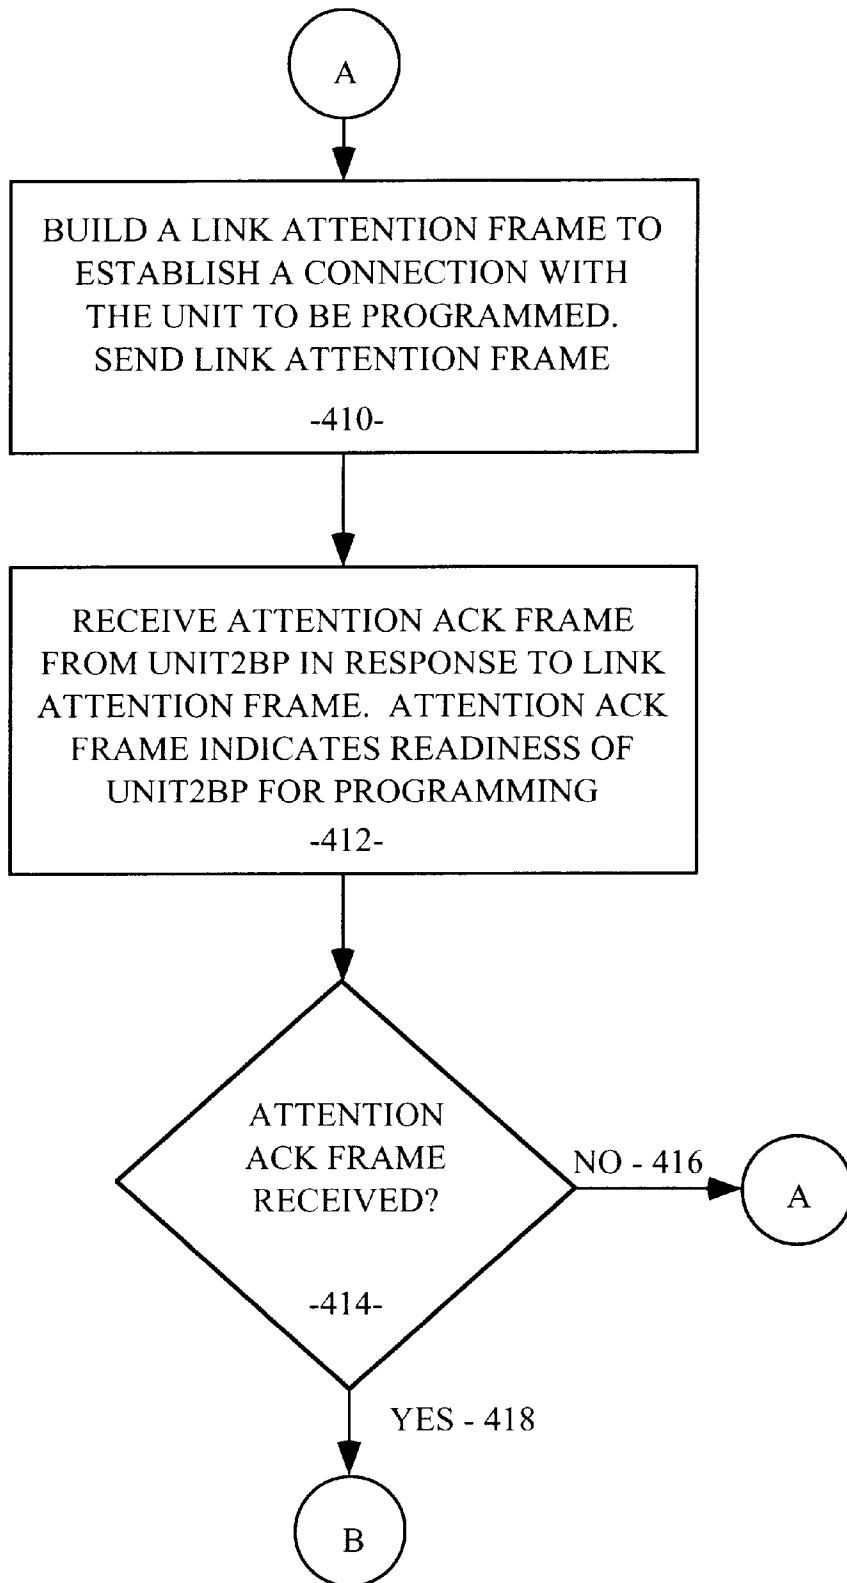 A
BUILD A LINK ATTENTION FRAME TO
ESTABLISH A CONNECTION WITH
THE UNIT TO BE PROGRAMMED.
SEND LINK ATTENTION FRAME
-410-
RECEIVE ATTENTION ACK FRAME
FROM UNIT2BP IN RESPONSE TO LINK
ATTENTION FRAME. ATTENTION ACK
FRAME INDICATES READINESS OF
UNIT2BP FOR PROGRAMMING
-412-
ATTENTION
ACK FRAME
RECEIVED?
-414-
NO - 416
A
YES - 418
B